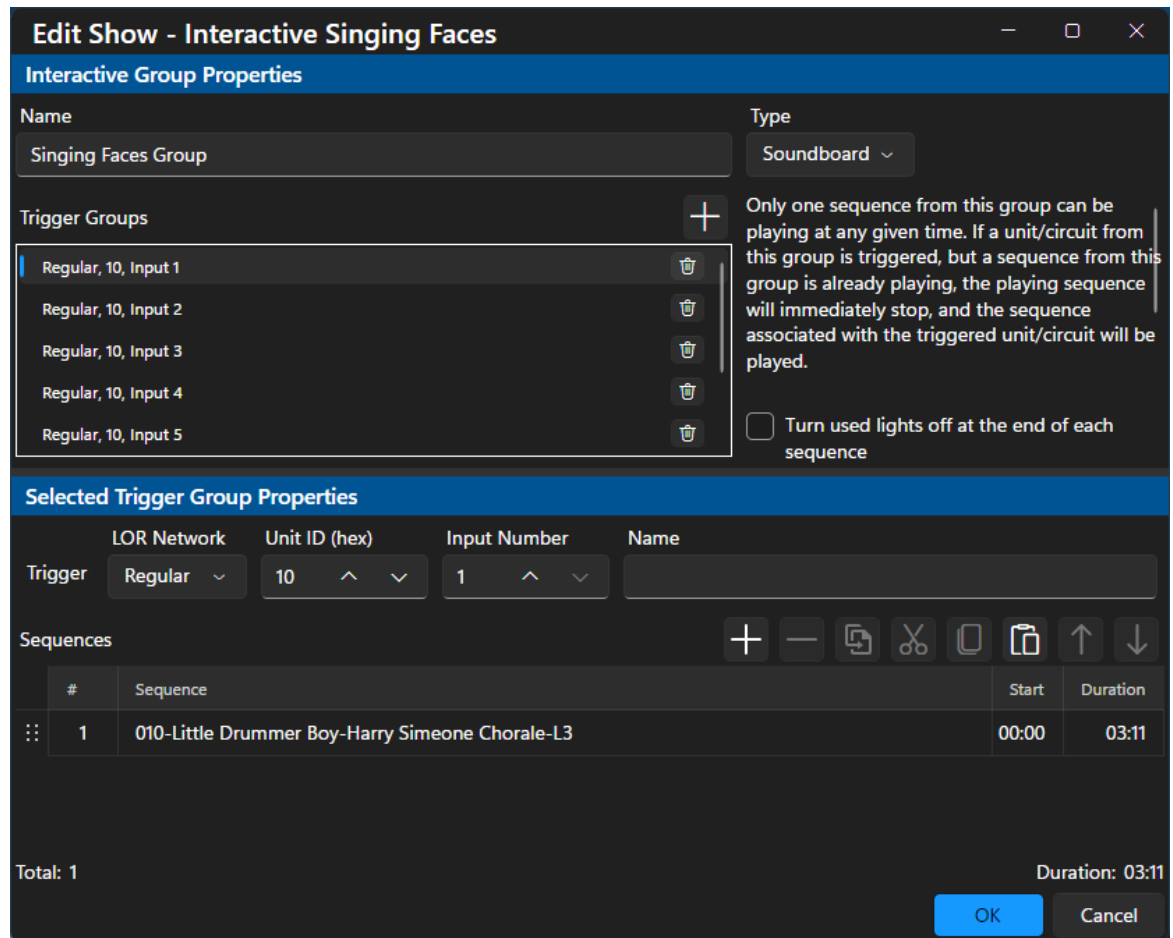 Edit Show - Interactive Singing Faces
Interactive Group Properties
Name
Type
Singing Faces Group
Soundboard
Trigger Groups
Only one sequence from this group can be
playing at any given time. If a unit/circuit from
this group is triggered, but a sequence from this
group is already playing, the playing sequence
will immediately stop, and the sequence
associated with the triggered unit/circuit will be
played.
Regular, 10, Input 1
Regular, 10, Input 2
Regular, 10, Input 3
Regular, 10, Input 4
Regular, 10, Input 5
Turn used lights off at the end of each
sequence
Selected Trigger Group Properties
LOR Network Unit ID (hex) Input Number Name
Trigger Regular 10 1
Sequences
# Sequence Start Duration
1 010-Little Drummer Boy-Harry Simeone Chorale-L3 00:00 03:11
Total: 1 Duration: 03:11
OK Cancel